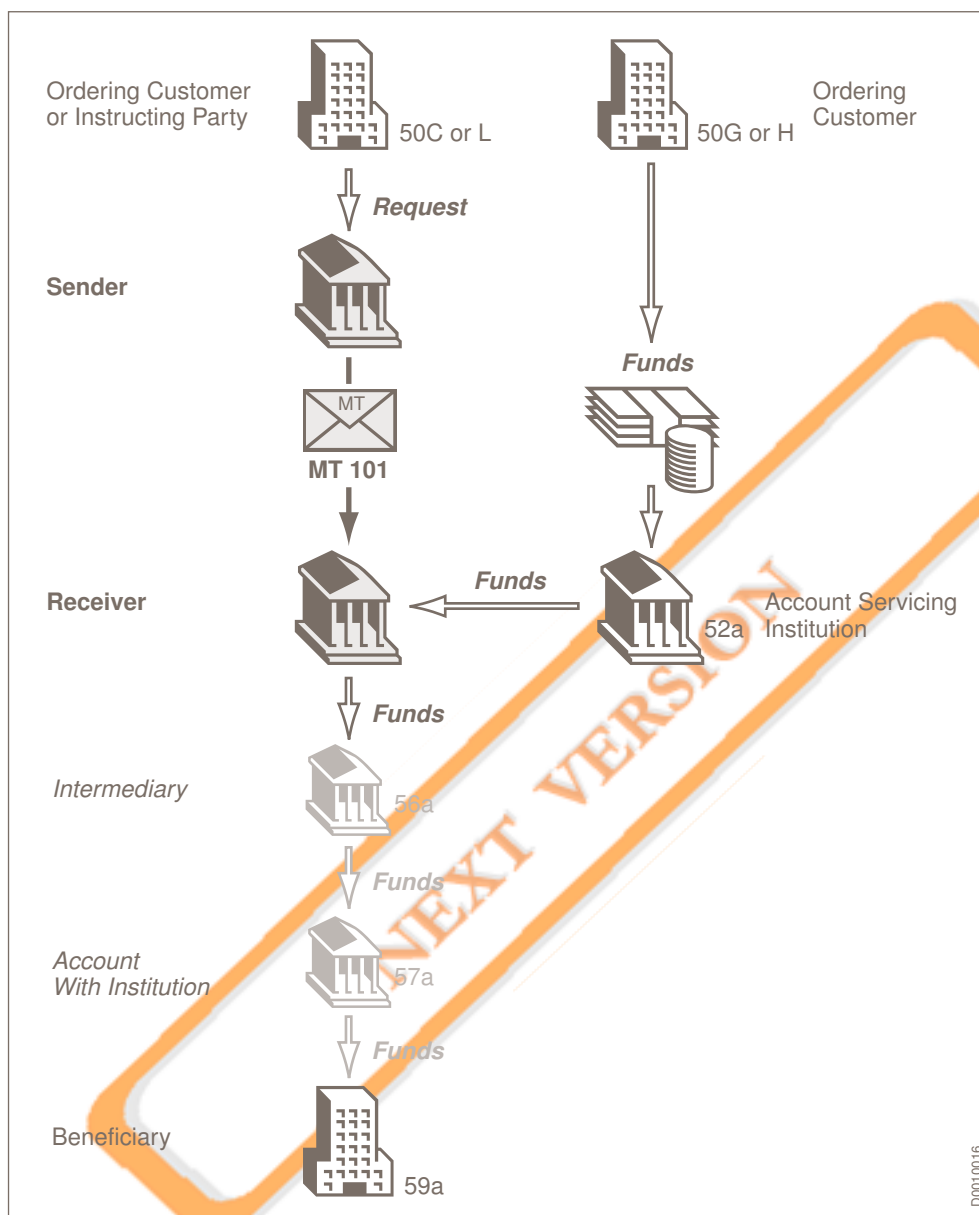 Ordering Customer
or Instructing Party
50C or L
Ordering
Customer
50G or H
Request
Sender
Funds
MT
MT 101
Receiver
Funds
52a
Account Servicing
Institution
Funds
Intermediary
56a
Funds
Account
With Institution
57a
Funds
Beneficiary
59a
NEXT VERSION
D0010016